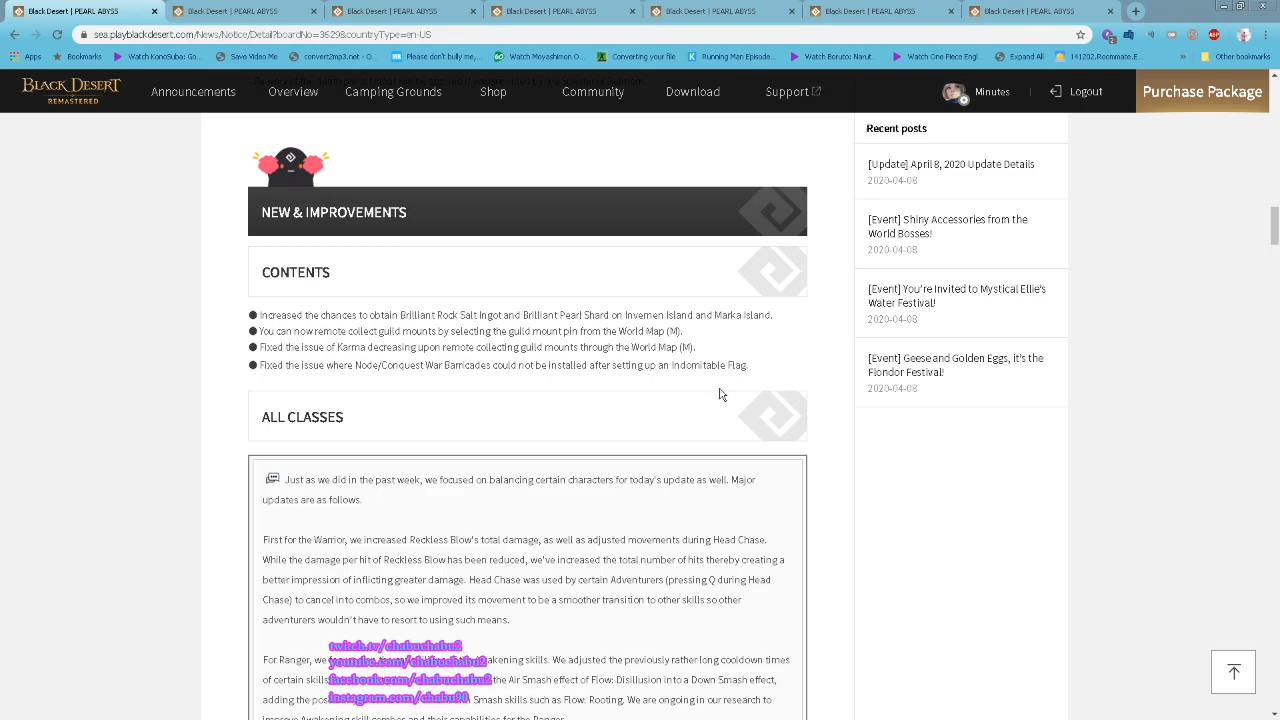 Black Desert | PEARL ABYSS
Black Desert | PEARL ABYSS
Black Desert | PEARL ABYSS
Black Desert | PEARL ABYSS
Black Desert | PEARL ABYSS
Black Desert | PEARL ABYSS
Black Desert | PEARL ABYSS
sea.playblackdesert.com/News/Notice/Detail?boardNo=3629&countryType=en-US
Apps
Bookmarks
Watch KonoSuba: Go...
Save Video Me
convert2mp3.net - C...
Please don't bully me,...
Watch Moyashimon O...
Converting your file
Running Man Episode...
Watch Boruto: Narut...
Watch One Piece Engl...
Expand All
191202.Roommate.E...
Other bookmarks
BLACK DESERT
REMASTERED
Announcements
Overview
Camping Grounds
Shop
Community
Download
Support
Minutes
Logout
Purchase Package
NEW & IMPROVEMENTS
CONTENTS
● Increased the chances to obtain Brilliant Rock Salt Ingot and Brilliant Pearl Shard on Invernen Island and Marka Island.
● You can now remote collect guild mounts by selecting the guild mount pin from the World Map (M).
● Fixed the issue of Karma decreasing upon remote collecting guild mounts through the World Map (M).
● Fixed the issue where Node/Conquest War Barricades could not be installed after setting up an Indomitable Flag.
ALL CLASSES
Just as we did in the past week, we focused on balancing certain characters for today's update as well. Major
updates are as follows.
First for the Warrior, we increased Reckless Blow's total damage, as well as adjusted movements during Head Chase.
While the damage per hit of Reckless Blow has been reduced, we've increased the total number of hits thereby creating a
better impression of inflicting greater damage. Head Chase was used by certain Adventurers (pressing Q during Head
Chase) to cancel into combos, so we improved its movement to be a smoother transition to other skills so other
adventurers wouldn't have to resort to using such means.
For Ranger, we akening skills. We adjusted the previously rather long cooldown times
of certain skills the Air Smash effect of Flow: Disillusion into a Down Smash effect,
adding the Smash skills such as Flow: Rooting. We are ongoing in our research to
improve Awakening skill combos and their capabilities for the Ranger.
twitch.tv/chabuchabu2
youtube.com/chabuchabu2
facebook.com/chabuchabu2
instagram.com/chabu90
Recent posts
[Update] April 8, 2020 Update Details
2020-04-08
[Event] Shiny Accessories from the
World Bosses!
2020-04-08
[Event] You're Invited to Mystical Ellie's
Water Festival!
2020-04-08
[Event] Geese and Golden Eggs, it's the
Florndor Festival!
2020-04-08